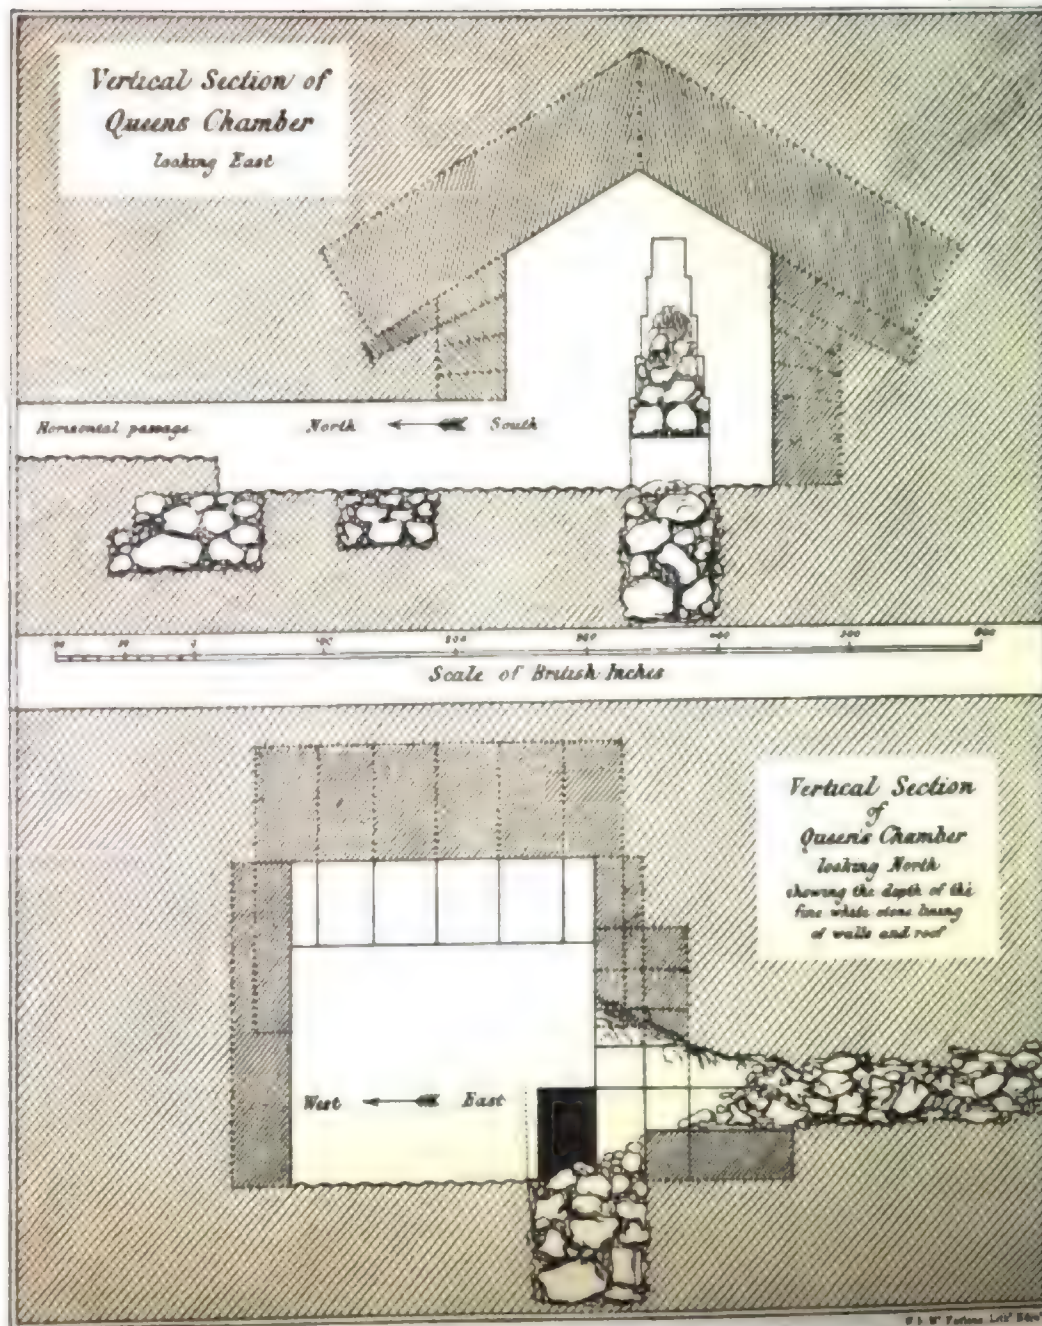 Vertical Section of
Queens Chamber
looking East
Horizontal passage
North
South
Scale of British Inches
Vertical Section
of
Queen's Chamber
looking North
shewing the depth of the
fine white stone lining
of walls and roof
West
East